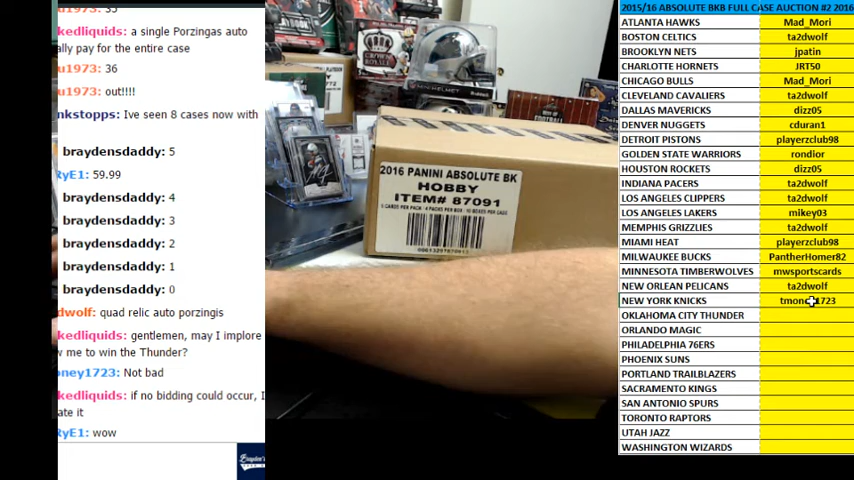 u1973: 35
kedliquids: a single Porzingas auto
ally pay for the entire case
u1973: 36
u1973: out!!!!
nkstopps: Ive seen 8 cases now with
braydensdaddy: 5
RyE1: 59.99
braydensdaddy: 4
braydensdaddy: 3
braydensdaddy: 2
braydensdaddy: 1
braydensdaddy: 0
dwolf: quad relic auto porzingis
kedliquids: gentlemen, may I implore
w me to win the Thunder?
oney1723: Not bad
kedliquids: if no bidding could occur, I
ate it
RyE1: wow
CROWN
ROYALE
2016 PANINI ABSOLUTE BK
HOBBY
ITEM# 87091
2015/16 ABSOLUTE BKB FULL CASE AUCTION #2 2016
ATLANTA HAWKS Mad_Mori
BOSTON CELTICS ta2dwolf
BROOKLYN NETS jpatin
CHARLOTTE HORNETS JRT50
CHICAGO BULLS Mad_Mori
CLEVELAND CAVALIERS ta2dwolf
DALLAS MAVERICKS dizz05
DENVER NUGGETS cduran1
DETROIT PISTONS playerzclub98
GOLDEN STATE WARRIORS rondior
HOUSTON ROCKETS dizz05
INDIANA PACERS ta2dwolf
LOS ANGELES CLIPPERS ta2dwolf
LOS ANGELES LAKERS mikey03
MEMPHIS GRIZZLIES ta2dwolf
MIAMI HEAT playerzclub98
MILWAUKEE BUCKS PantherHomer82
MINNESOTA TIMBERWOLVES mwsportscards
NEW ORLEAN PELICANS ta2dwolf
NEW YORK KNICKS
OKLAHOMA CITY THUNDER
ORLANDO MAGIC
PHILADELPHIA 76ERS
PHOENIX SUNS
PORTLAND TRAILBLAZERS
SACRAMENTO KINGS
SAN ANTONIO SPURS
TORONTO RAPTORS
UTAH JAZZ
WASHINGTON WIZARDS